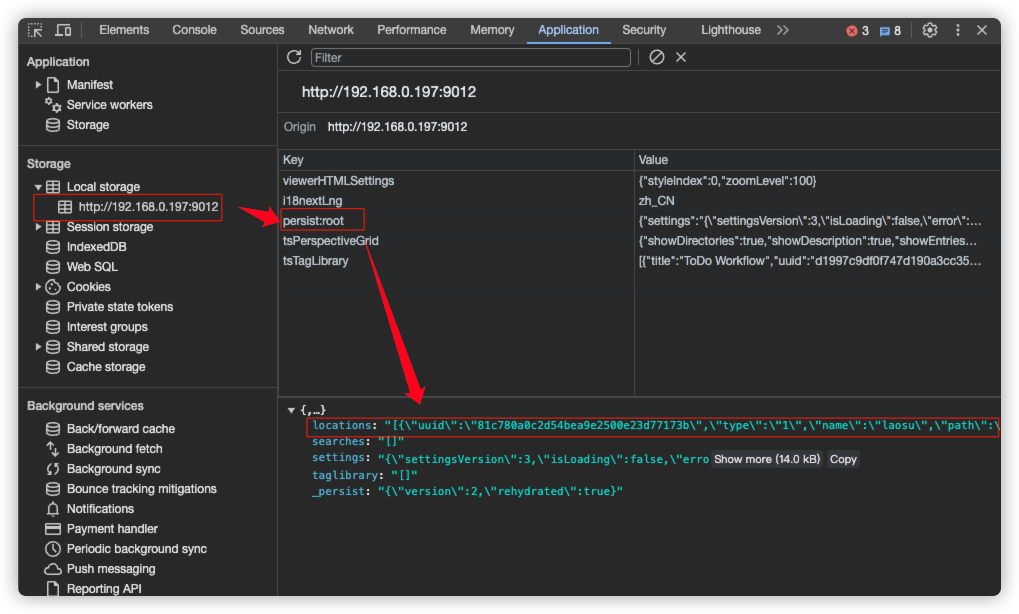 Elements Console Sources Network Performance Memory Application Security Lighthouse >> 3 8
Application
Manifest
Service workers
Storage
Storage
Local storage
http://192.168.0.197:9012
Session storage
IndexedDB
Web SQL
Cookies
Private state tokens
Interest groups
Shared storage
Cache storage
Background services
Back/forward cache
Background fetch
Background sync
Bounce tracking mitigations
Notifications
Payment handler
Periodic background sync
Push messaging
Reporting API
Filter
http://192.168.0.197:9012
Origin http://192.168.0.197:9012
Key Value
viewerHTMLSettings {"styleIndex":0,"zoomLevel":100}
i18nextLng zh_CN
persist:root {"settings":"{\"settingsVersion\":3,\"isLoading\":false,\"error\":…
tsPerspectiveGrid {"showDirectories":true,"showDescription":true,"showEntries…
tsTagLibrary [{"title":"ToDo Workflow","uuid":"d1997c9df0f747d190a3cc35…
{,…}
locations: "[{\"uuid\":\"81c780a0c2d54bea9e2500e23d77173b\",\"type\":\"1\",\"name\":\"laosu\",\"path\":\
searches: "[]"
settings: "{\"settingsVersion\":3,\"isLoading\":false,\"erro Show more (14.0 kB) Copy
taglibrary: "[]"
_persist: "{\"version\":2,\"rehydrated\":true}"